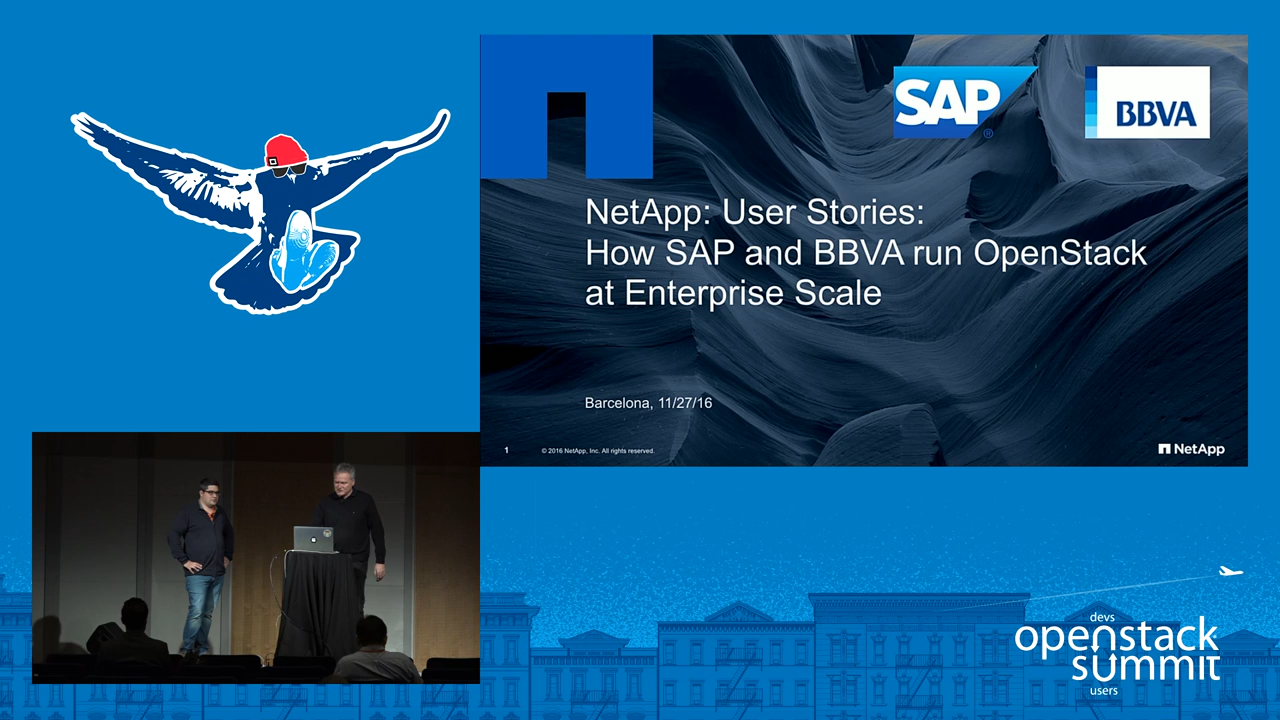 SAP
®
BBVA
NetApp: User Stories:
How SAP and BBVA run OpenStack
at Enterprise Scale
Barcelona, 11/27/16
1
© 2016 NetApp, Inc. All rights reserved.
NetApp
devs
openstack
summit
users